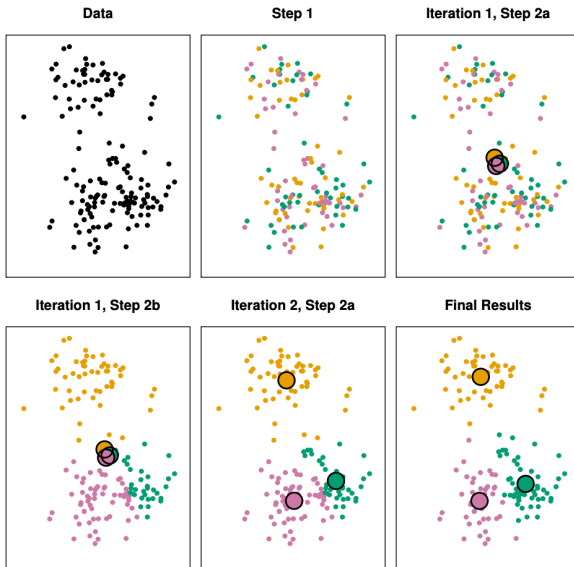 Data
Step 1
Iteration 1, Step 2a
Iteration 1, Step 2b
Iteration 2, Step 2a
Final Results